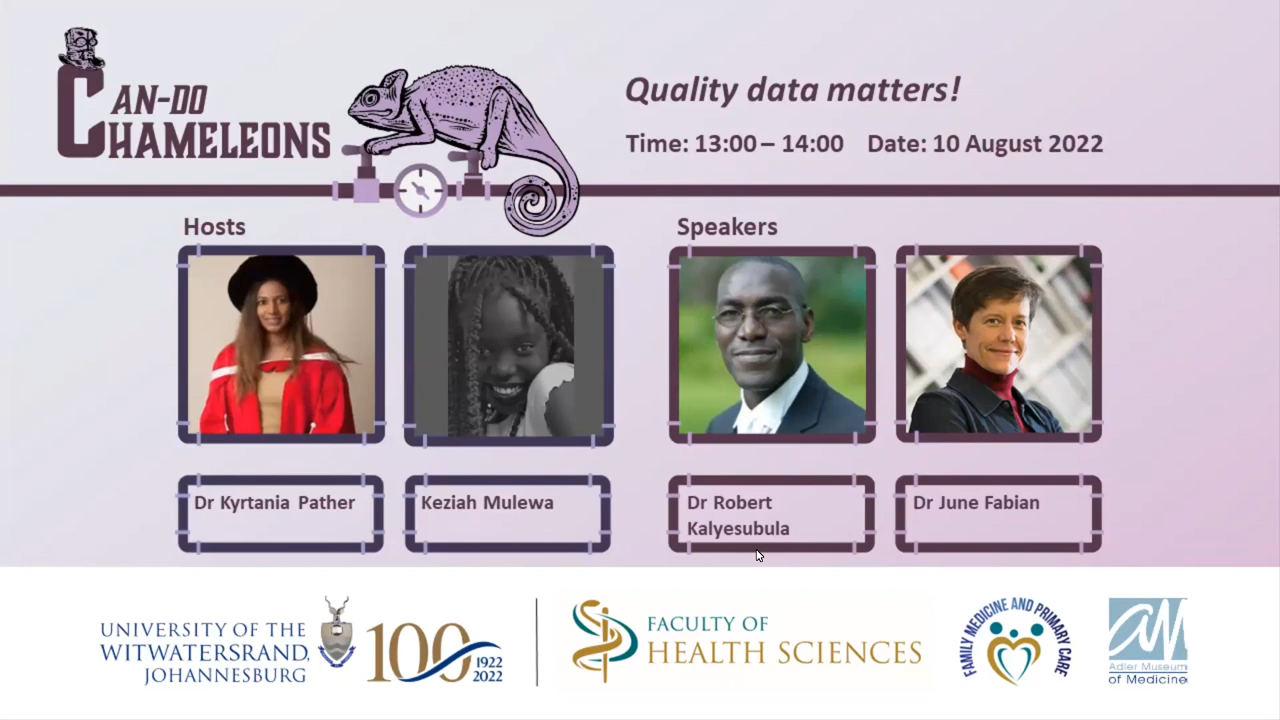 CAN-DO
CHAMELEONS
Quality data matters!
Time: 13:00 – 14:00 Date: 10 August 2022
Hosts
Speakers
Dr Kyrtania Pather
Keziah Mulewa
Dr Robert
Kalyesubula
Dr June Fabian
UNIVERSITY OF THE
WITWATERSRAND,
JOHANNESBURG
100
1922
2022
FACULTY OF
HEALTH SCIENCES
FAMILY MEDICINE AND PRIMARY CARE
AM
Adler Museum
of Medicine